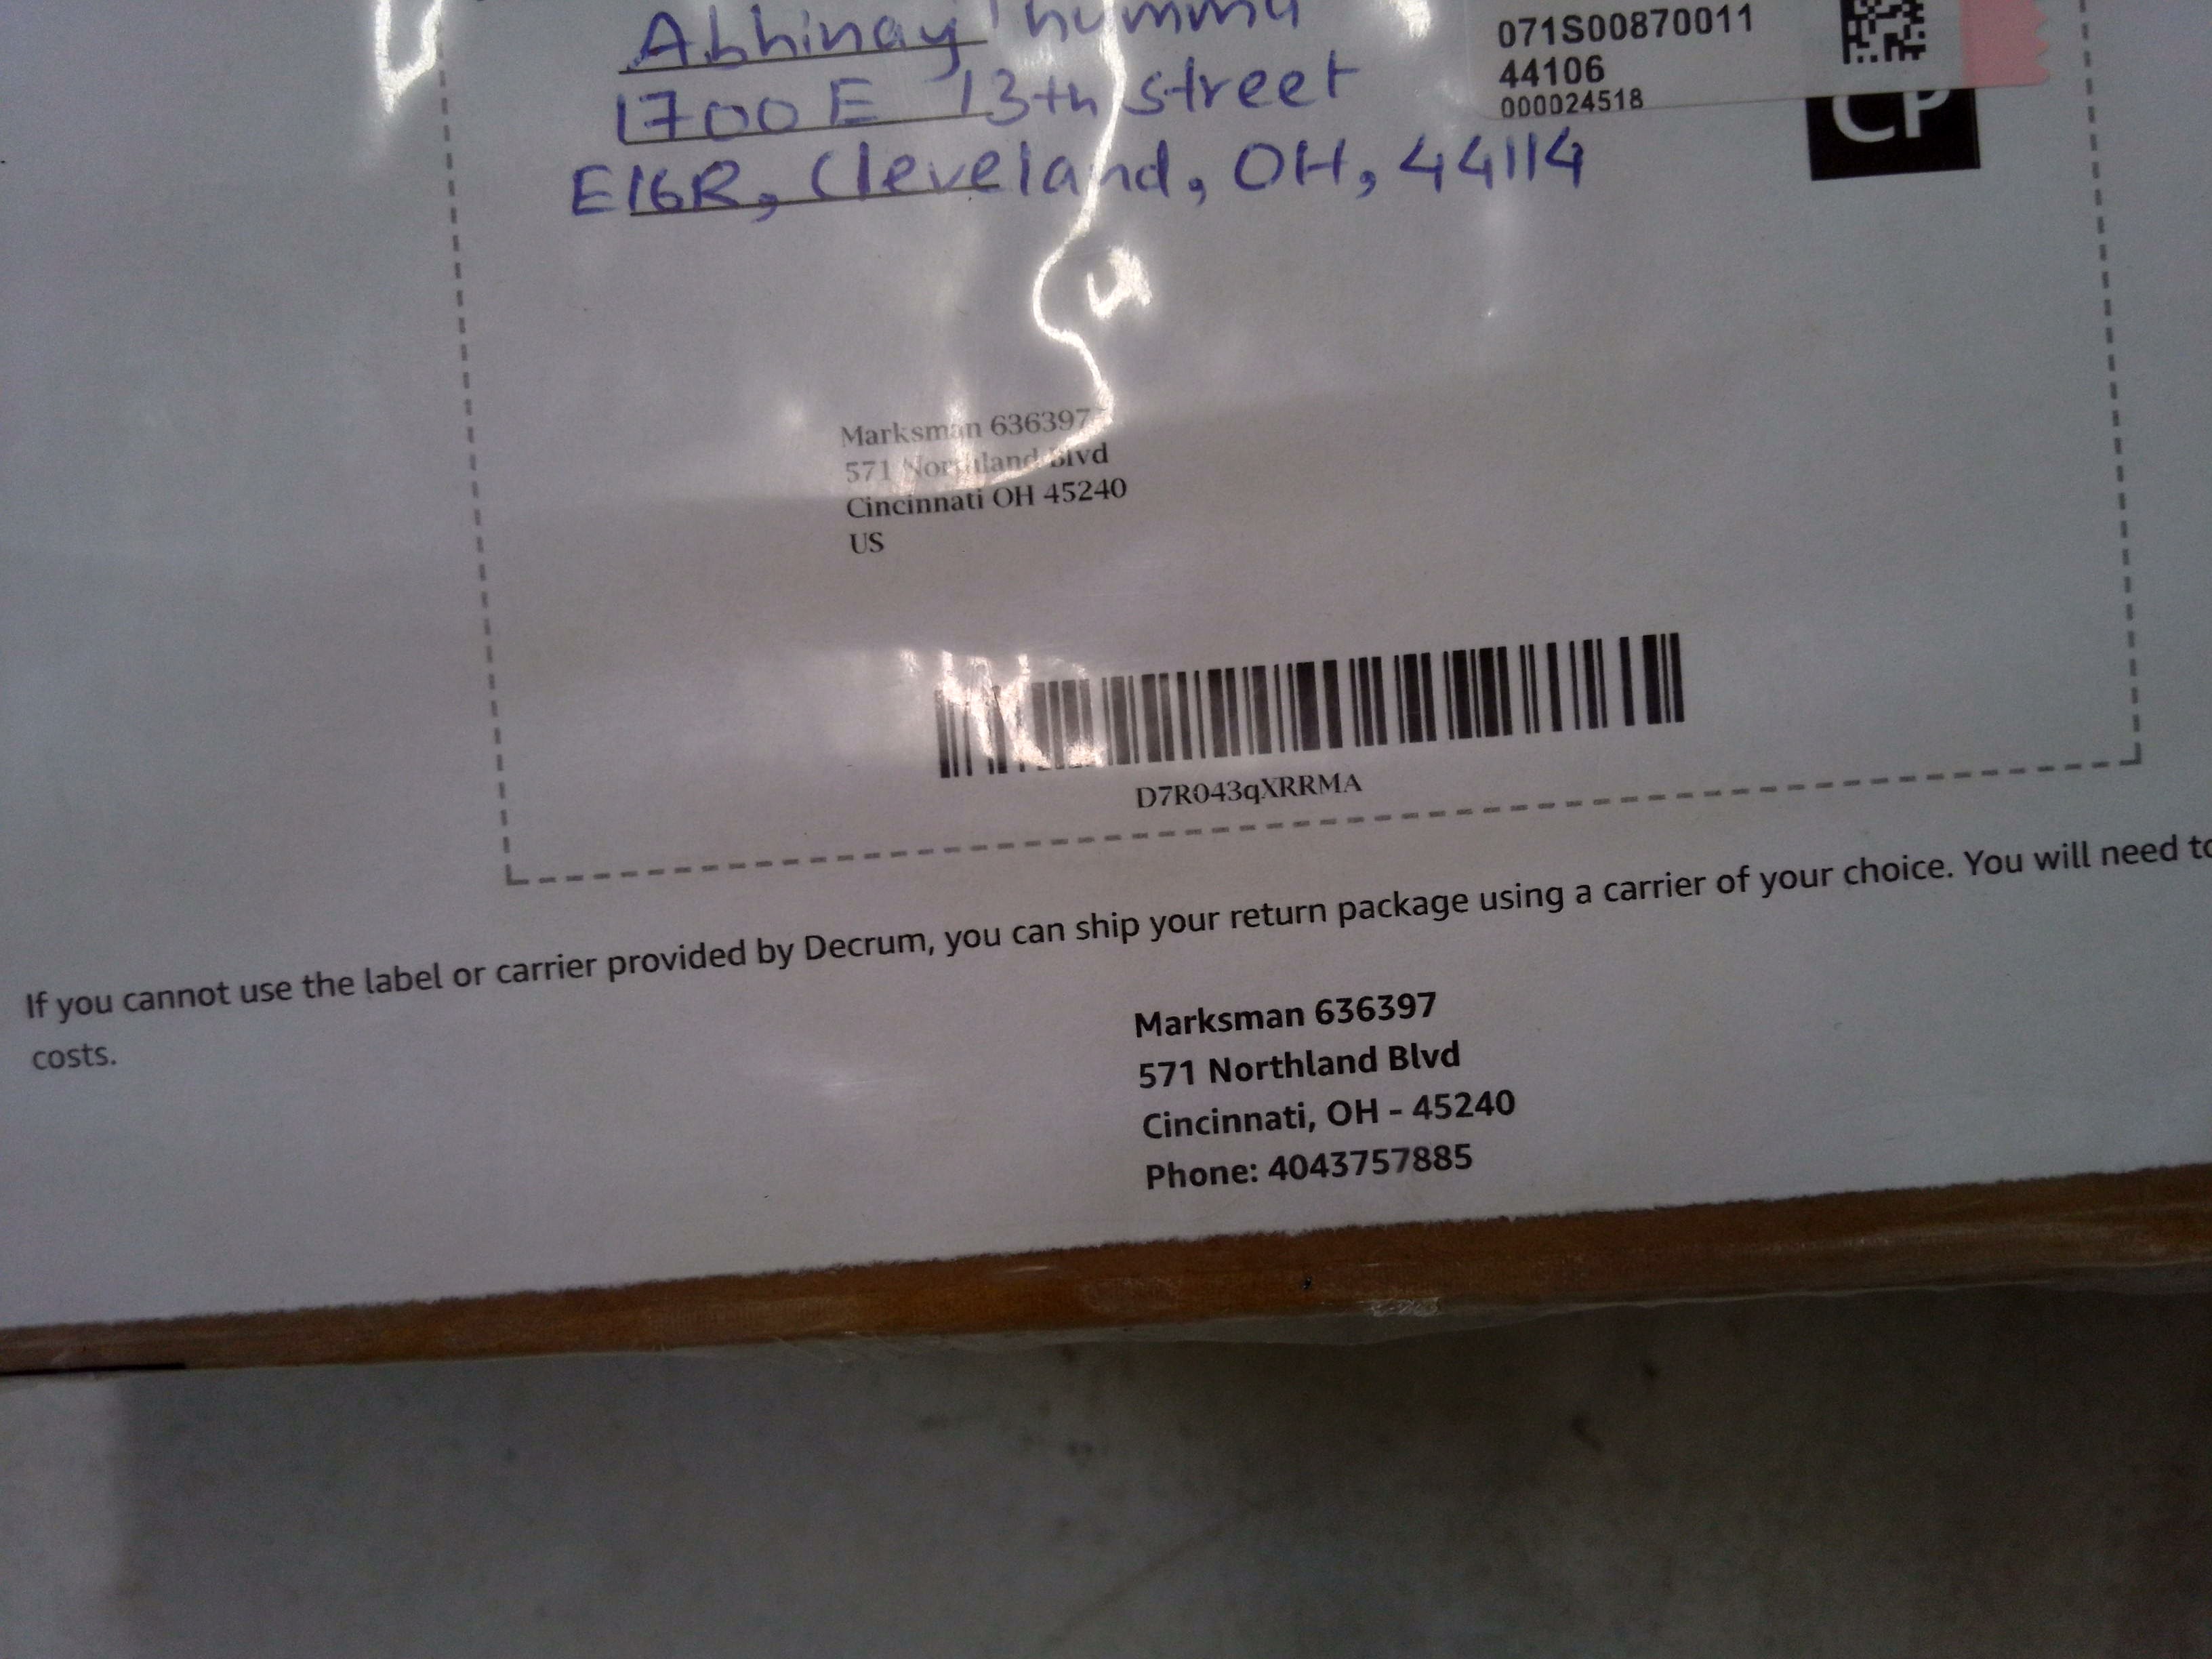 Abhinay
1700 E 13th street
E16R, Cleveland, OH, 44114
071S00870011
44106
000024518
CP
Marksman 636397
571 Northland Blvd
Cincinnati OH 45240
US
D7R043qXRRMA
If you cannot use the label or carrier provided by Decrum, you can ship your return package using a carrier of your choice. You will need to
costs.
Marksman 636397
571 Northland Blvd
Cincinnati, OH - 45240
Phone: 4043757885